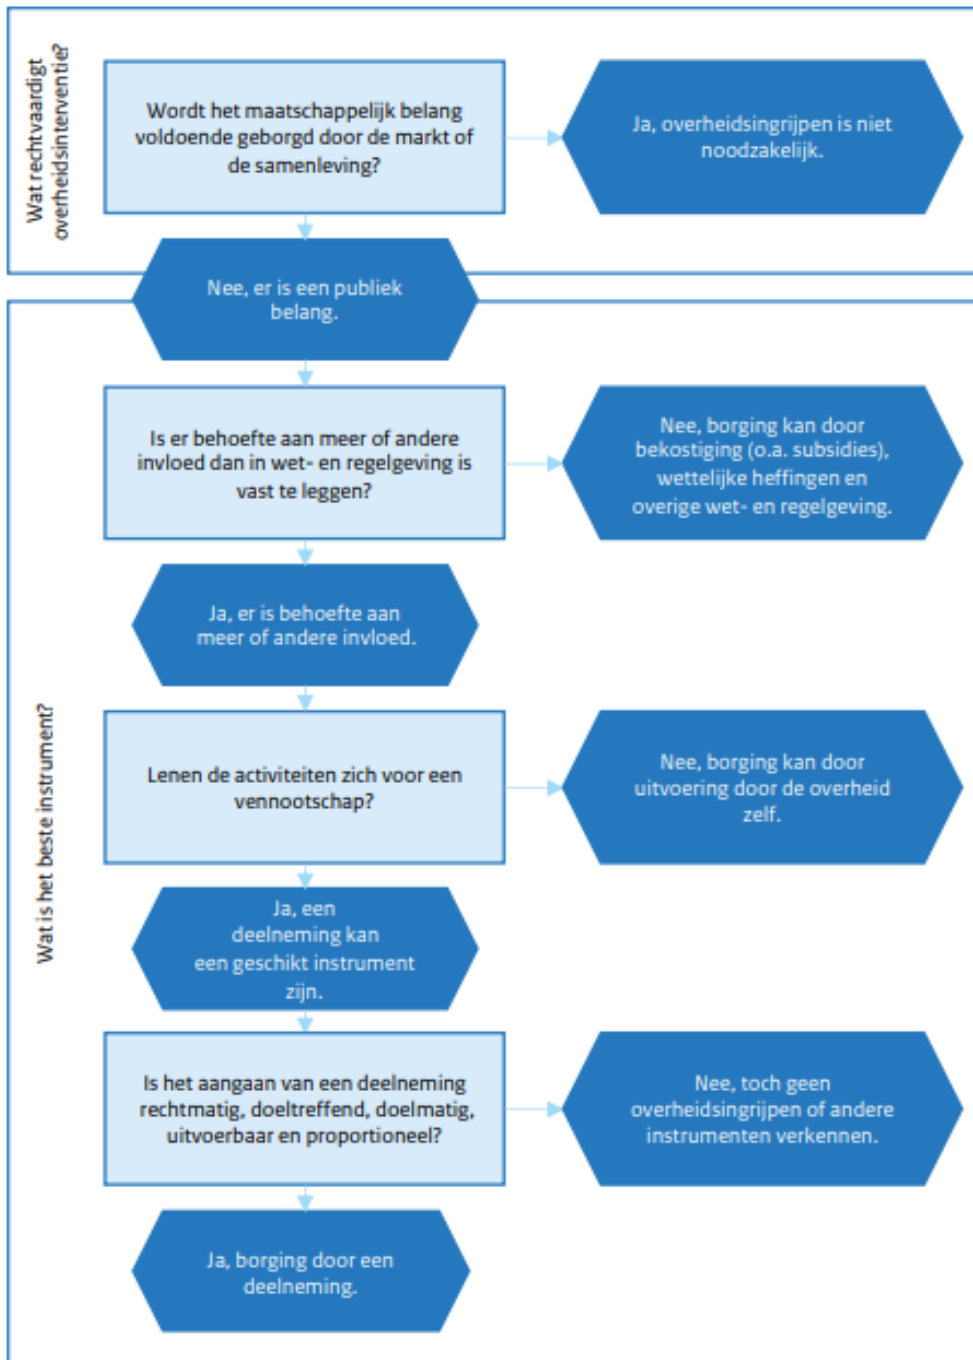 Wat rechtvaardigt
overheidsinterventie?
Wordt het maatschappelijk belang
voldoende geborgd door de markt of
de samenleving?
Ja, overheidsingrijpen is niet
noodzakelijk.
Nee, er is een publiek
belang.
Wat is het beste instrument?
Is er behoefte aan meer of andere
invloed dan in wet- en regelgeving is
vast te leggen?
Nee, borging kan door
bekostiging (o.a. subsidies),
wettelijke heffingen en
overige wet- en regelgeving.
Ja, er is behoefte aan
meer of andere invloed.
Lenen de activiteiten zich voor een
vennootschap?
Nee, borging kan door
uitvoering door de overheid
zelf.
Ja, een
deelneming kan
een geschikt instrument
zijn.
Is het aangaan van een deelneming
rechtmatig, doeltreffend, doelmatig,
uitvoerbaar en proportioneel?
Nee, toch geen
overheidsingrijpen of andere
instrumenten verkennen.
Ja, borging door een
deelneming.